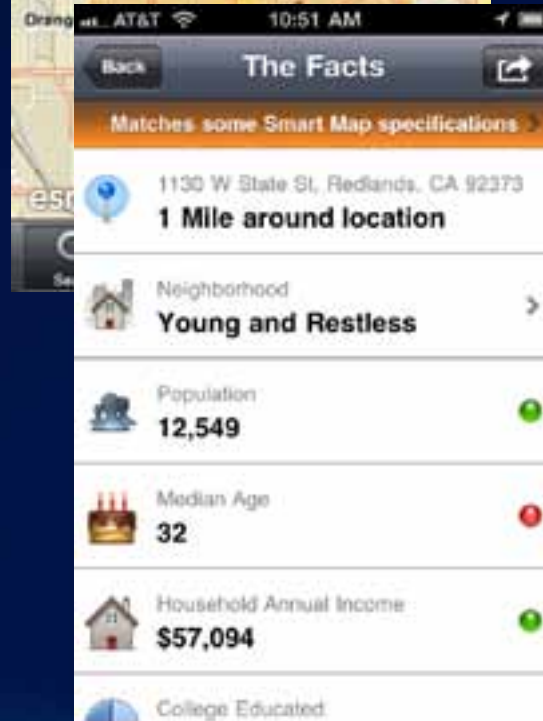 AT&T 10:51 AM
Back The Facts
Matches some Smart Map specifications
1130 W State St, Redlands, CA 92373
1 Mile around location
Neighborhood
Young and Restless
Population
12,549
Median Age
32
Household Annual Income
$57,094
College Educated